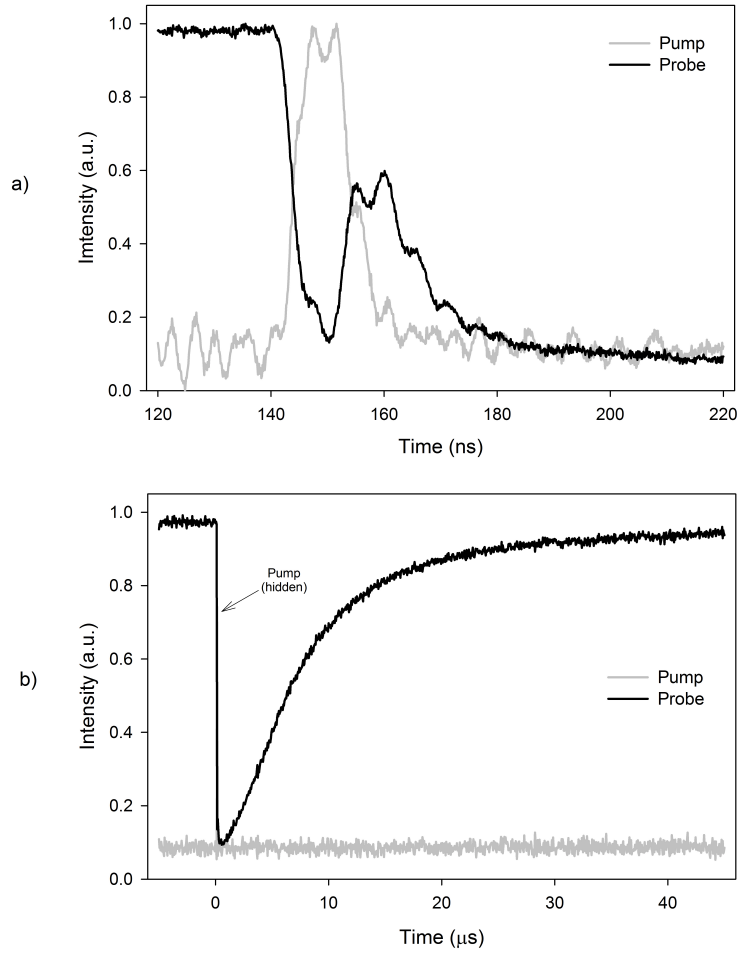 a)
Imtensity (a.u.)
1.0
0.8
0.6
0.4
0.2
0.0
Pump
Probe
120
140
160
180
200
220
Time (ns)
b)
Intensity (a.u.)
1.0
0.8
0.6
0.4
0.2
0.0
Pump
(hidden)
Pump
Probe
0
10
20
30
40
Time (μs)